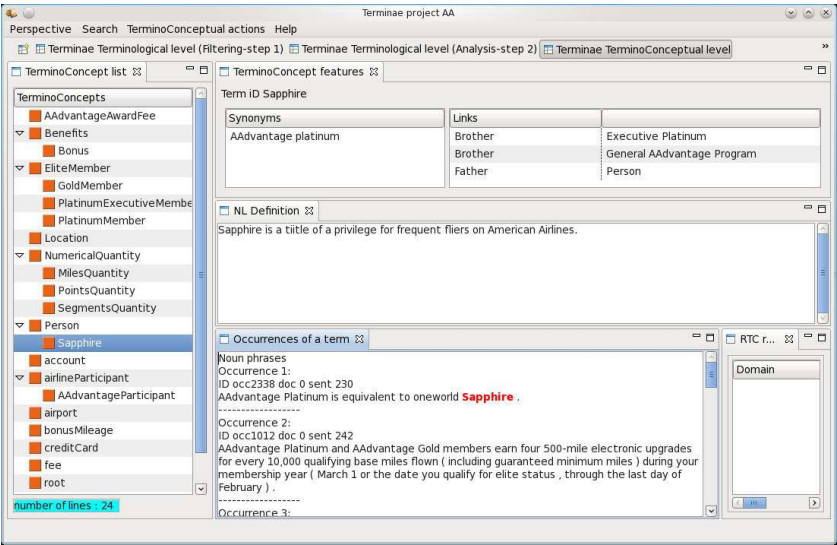 Terminae project AA
Perspective Search TerminoConceptual actions Help
Terminae Terminological level (Filtering-step 1) Terminae Terminological level (Analysis-step 2) Terminae TerminoConceptual level »
TerminoConcept list
TerminoConcepts
AAdvantageAwardFee
Benefits
Bonus
EliteMember
GoldMember
PlatinumExecutiveMembe
PlatinumMember
Location
NumericalQuantity
MilesQuantity
PointsQuantity
SegmentsQuantity
Person
Sapphire
account
airlineParticipant
AAdvantageParticipant
airport
bonusMileage
creditCard
fee
root
number of lines : 24
TerminoConcept features
Term iD Sapphire
Synonyms
AAdvantage platinum
Links
Brother Executive Platinum
Brother General AAdvantage Program
Father Person
NL Definition
Sapphire is a tiitle of a privilege for frequent fliers on American Airlines.
Occurrences of a term
Noun phrases
Occurrence 1:
ID occ2338 doc 0 sent 230
AAdvantage Platinum is equivalent to oneworld Sapphire .
------------------
Occurrence 2:
ID occ1012 doc 0 sent 242
AAdvantage Platinum and AAdvantage Gold members earn four 500-mile electronic upgrades
for every 10,000 qualifying base miles flown ( including guaranteed minimum miles ) during your
membership year ( March 1 or the date you qualify for elite status , through the last day of
February ) .
------------------
Occurrence 3:
RTC r...
Domain